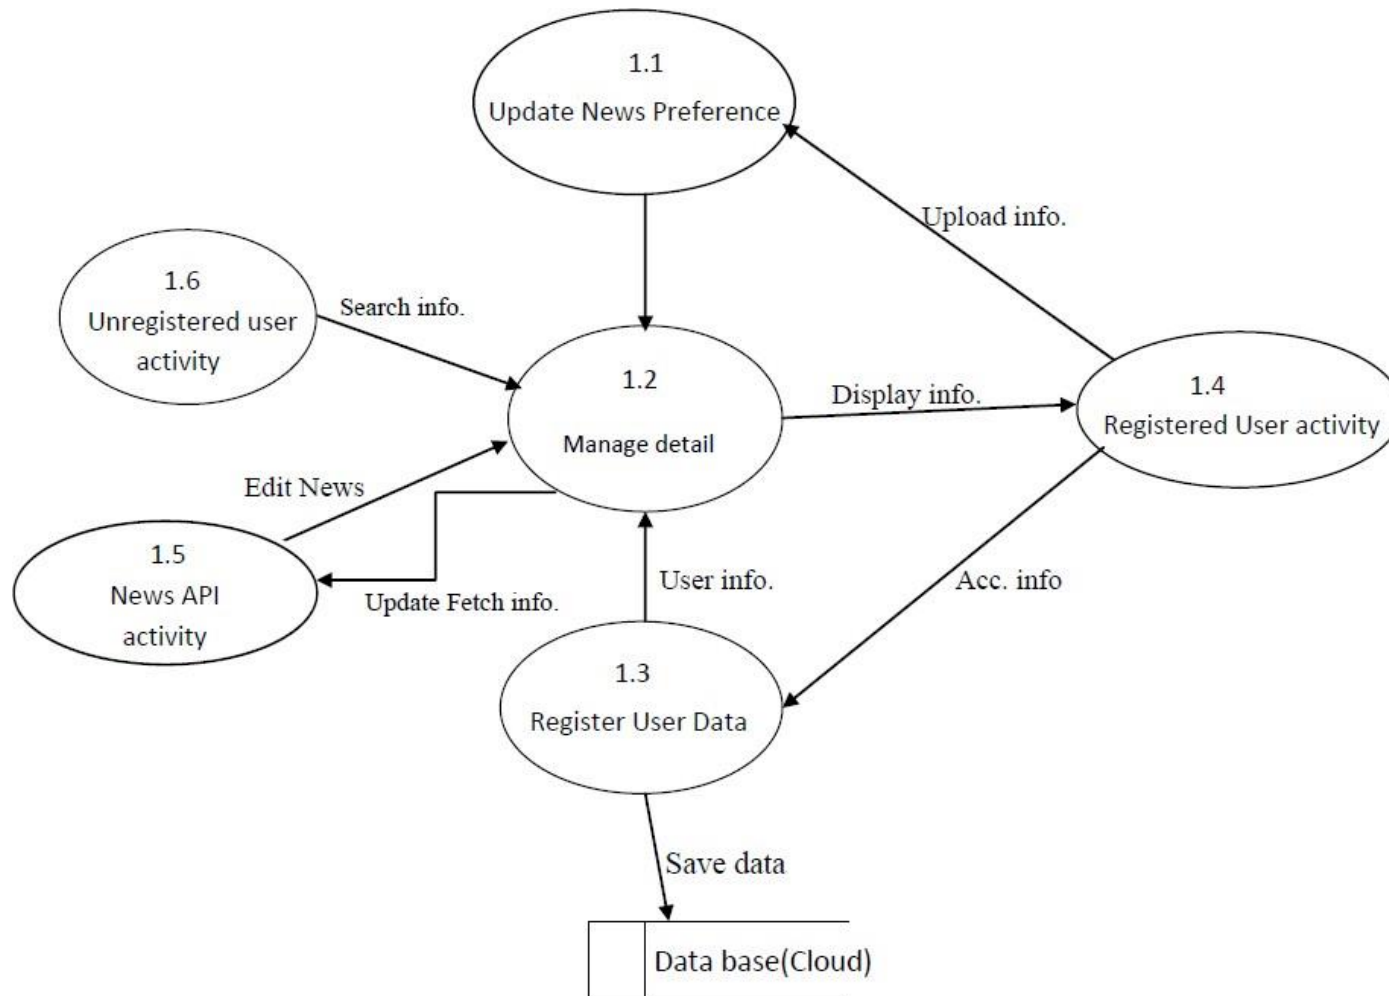 1.1
Update News Preference
Upload info.
1.6
Unregistered user
activity
Search info.
1.2
Manage detail
Display info.
1.4
Registered User activity
Edit News
1.5
News API
activity
Update Fetch info.
User info.
Acc. info
1.3
Register User Data
Save data
Data base(Cloud)